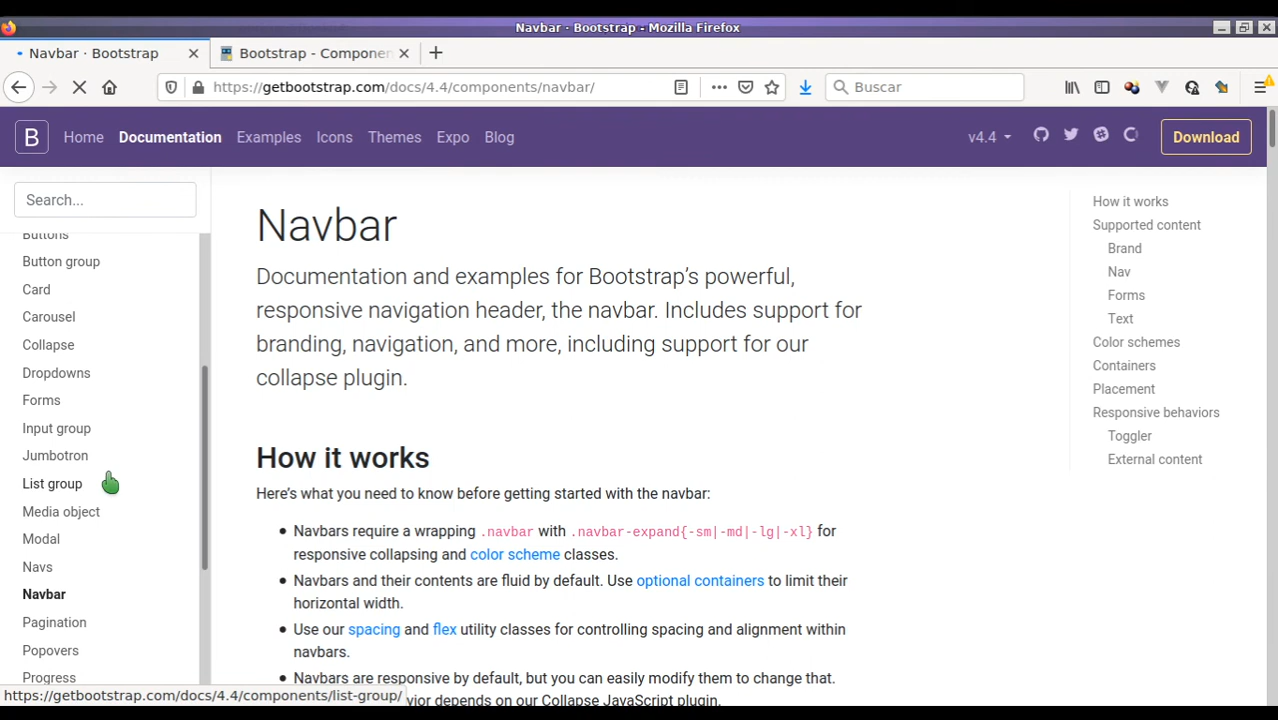 Navbar · Bootstrap - Mozilla Firefox
Navbar · Bootstrap
Bootstrap - Componen
https://getbootstrap.com/docs/4.4/components/navbar/
Buscar
B
Home
Documentation
Examples
Icons
Themes
Expo
Blog
v4.4
Download
Search...
Buttons
Button group
Card
Carousel
Collapse
Dropdowns
Forms
Input group
Jumbotron
List group
Media object
Modal
Navs
Navbar
Pagination
Popovers
Progress
Navbar
Documentation and examples for Bootstrap’s powerful,
responsive navigation header, the navbar. Includes support for
branding, navigation, and more, including support for our
collapse plugin.
How it works
Here’s what you need to know before getting started with the navbar:
Navbars require a wrapping .navbar with .navbar-expand{-sm|-md|-lg|-xl} for
responsive collapsing and color scheme classes.
Navbars and their contents are fluid by default. Use optional containers to limit their
horizontal width.
Use our spacing and flex utility classes for controlling spacing and alignment within
navbars.
Navbars are responsive by default, but you can easily modify them to change that.
vior depends on our Collapse JavaScript plugin.
How it works
Supported content
Brand
Nav
Forms
Text
Color schemes
Containers
Placement
Responsive behaviors
Toggler
External content
https://getbootstrap.com/docs/4.4/components/list-group/